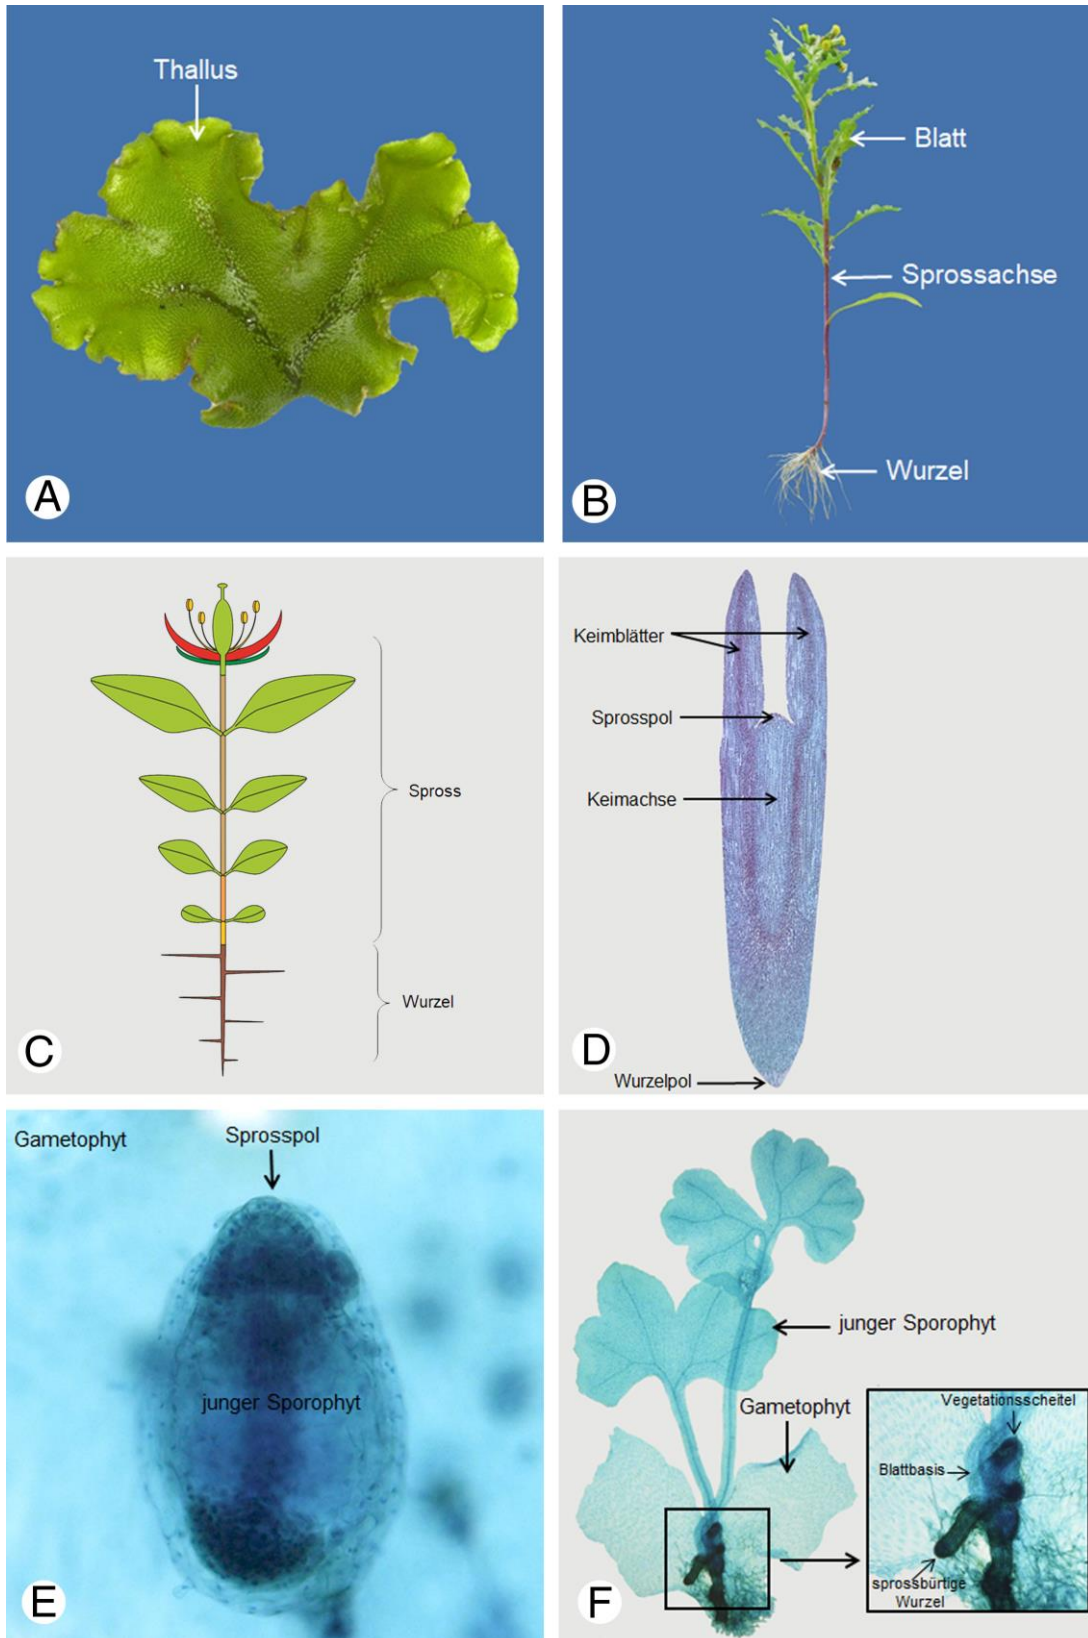 Thallus
A
Blatt
Sprossachse
Wurzel
B
Spross
Wurzel
C
Keimblätter
Sprosspol
Keimachse
Wurzelpol
D
Gametophyt
Sprosspol
junger Sporophyt
E
junger Sporophyt
Gametophyt
Vegetationsscheitel
Blattbasis
sprossbürtige
Wurzel
F